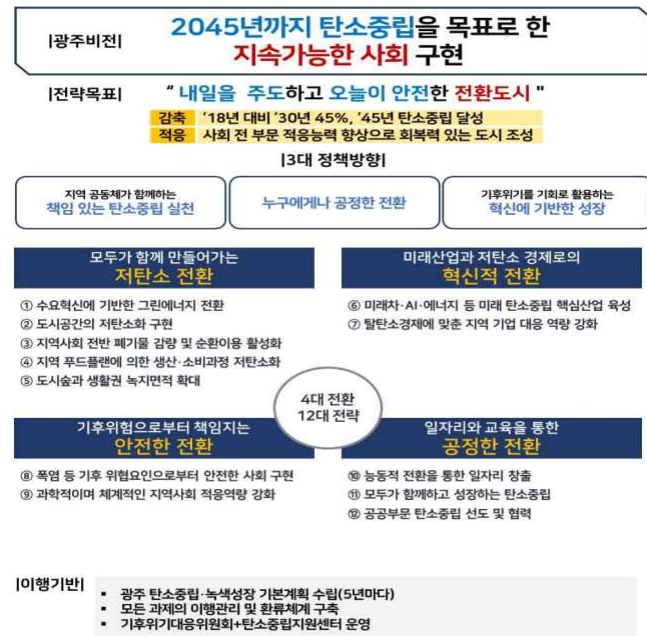 |광주비전|
2045년까지 탄소중립을 목표로 한
지속가능한 사회 구현
|전략목표|
“ 내일을 주도하고 오늘이 안전한 전환도시 "
감축 '18년 대비 '30년 45%, '45년 탄소중립 달성
적응 사회 전 부문 적응능력 향상으로 회복력 있는 도시 조성
|3대 정책방향|
지역 공동체가 함께하는
책임 있는 탄소중립 실천
누구에게나 공정한 전환
기후위기를 기회로 활용하는
혁신에 기반한 성장
모두가 함께 만들어가는
저탄소 전환
① 수요혁신에 기반한 그린에너지 전환
② 도시공간의 저탄소화 구현
③ 지역사회 전반 폐기물 감량 및 순환이용 활성화
④ 지역 푸드플랜에 의한 생산·소비과정 저탄소화
⑤ 도시숲과 생활권 녹지면적 확대
미래산업과 저탄소 경제로의
혁신적 전환
⑥ 미래차·AI·에너지 등 미래 탄소중립 핵심산업 육성
⑦ 탈탄소경제에 맞춘 지역 기업 대응 역량 강화
4대 전환
12대 전략
기후위험으로부터 책임지는
안전한 전환
⑧ 폭염 등 기후 위협요인으로부터 안전한 사회 구현
⑨ 과학적이며 체계적인 지역사회 적응역량 강화
일자리와 교육을 통한
공정한 전환
⑩ 능동적 전환을 통한 일자리 창출
⑪ 모두가 함께하고 성장하는 탄소중립
⑫ 공공부문 탄소중립 선도 및 협력
|이행기반|
▪ 광주 탄소중립·녹색성장 기본계획 수립(5년마다)
▪ 모든 과제의 이행관리 및 환류체계 구축
▪ 기후위기대응위원회+탄소중립지원센터 운영